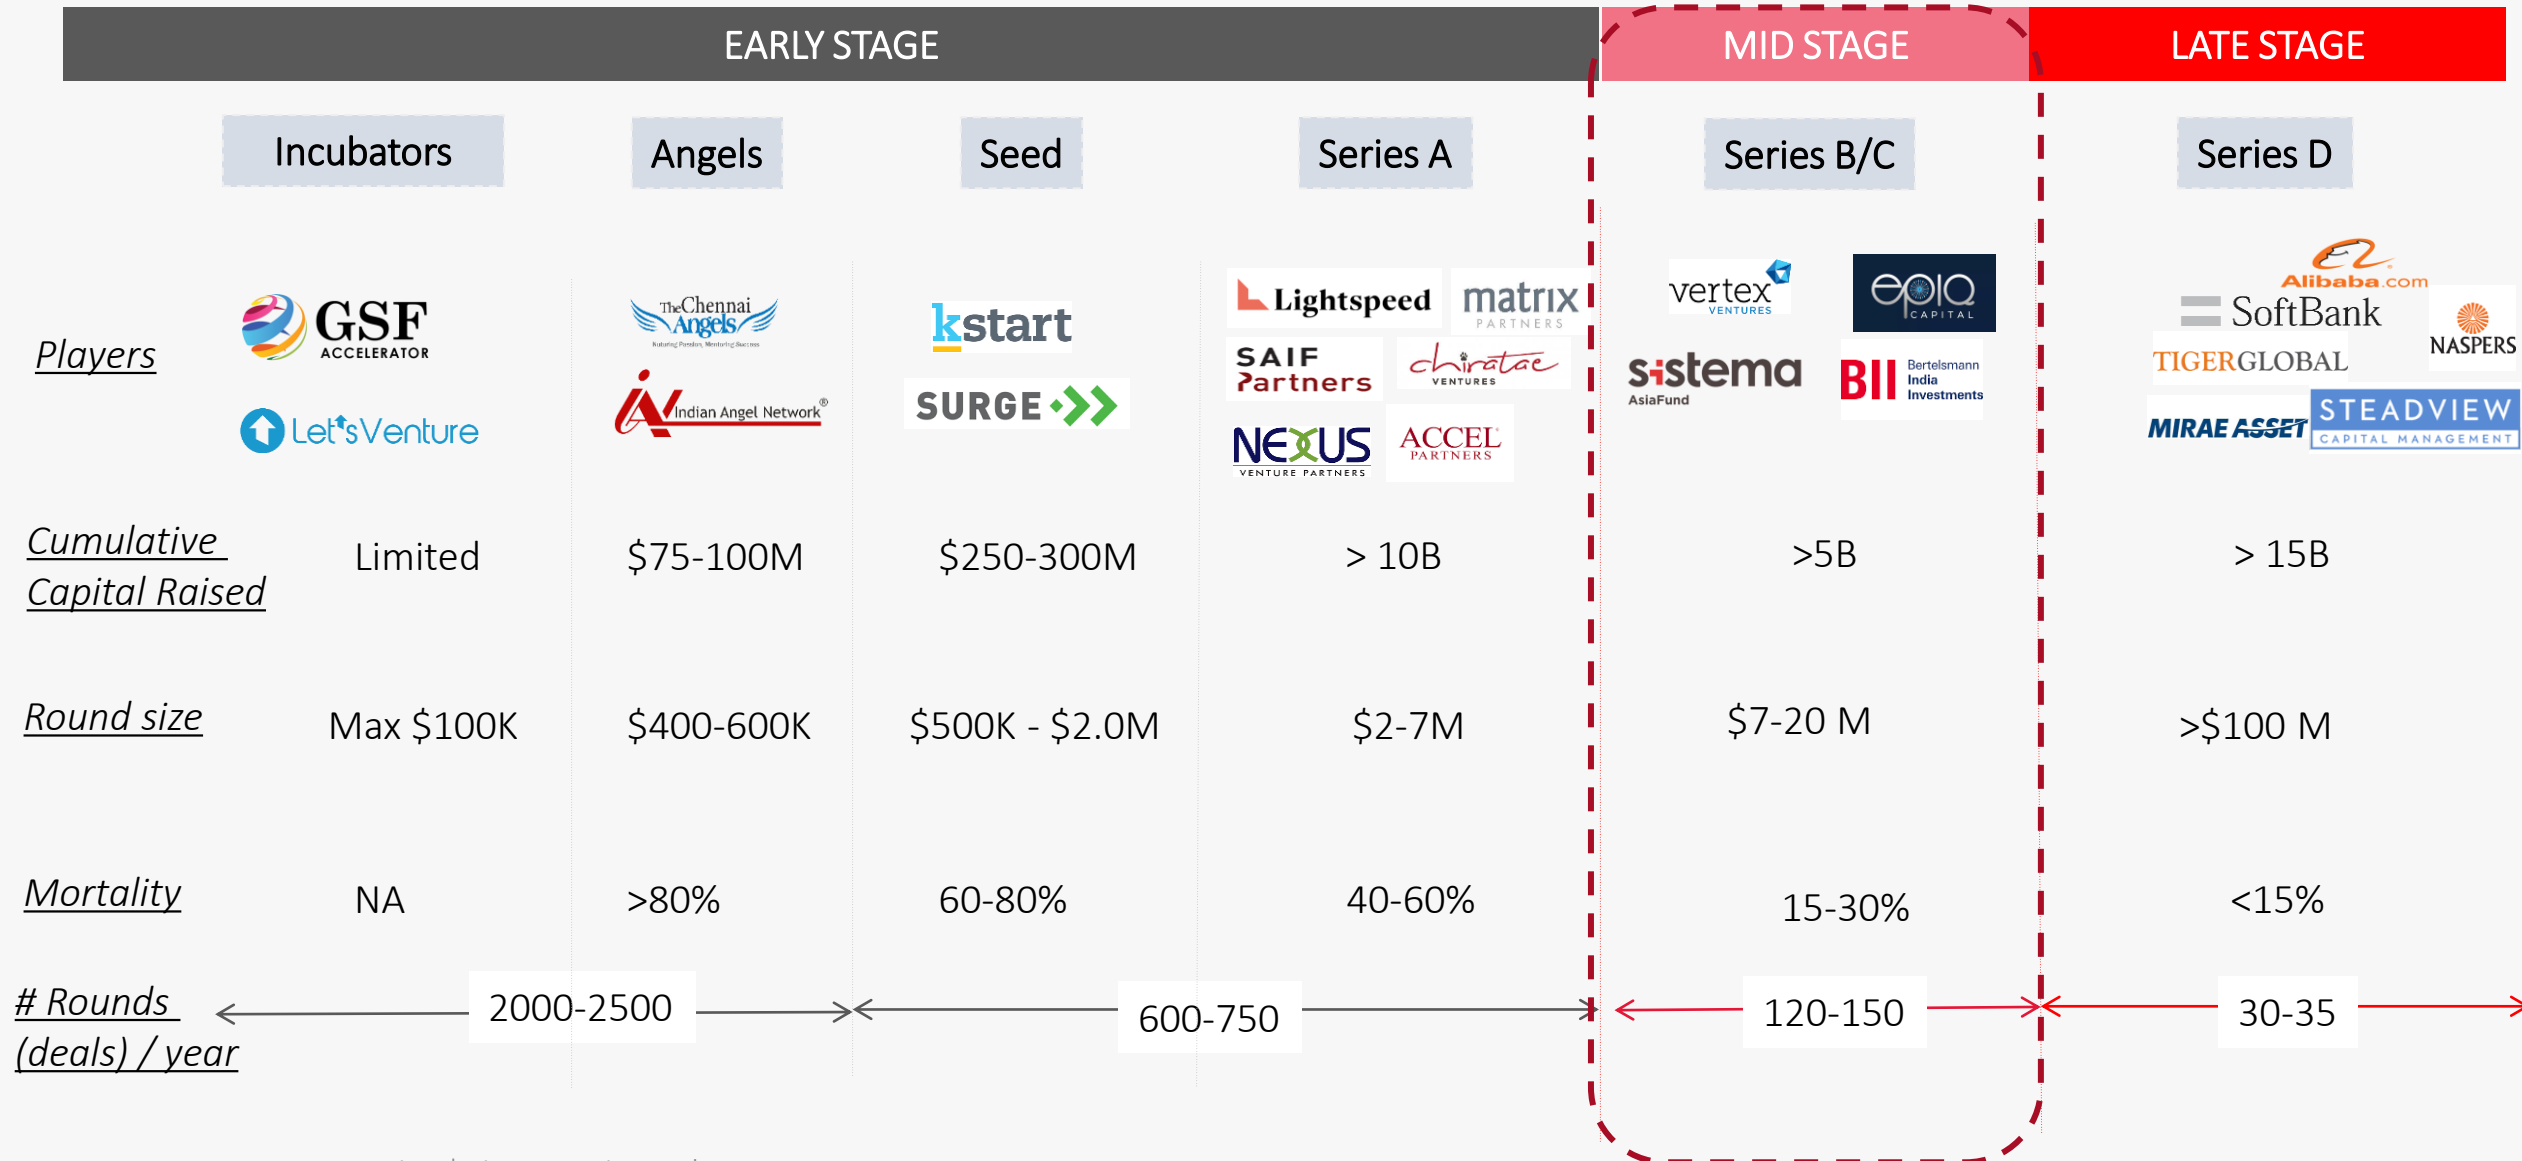 EARLY STAGE
MID STAGE
LATE STAGE
Incubators
Angels
Seed
Series A
Series B/C
Series D
Players
GSF
ACCELERATOR
Let'sVenture
TheChennai
Angels
Nuturing Passion, Mentoring Success
Indian Angel Network®
kstart
SURGE
Lightspeed
matrix
PARTNERS
SAIF
Partners
chiratae
VENTURES
NEXUS
VENTURE PARTNERS
ACCEL
PARTNERS
vertex
VENTURES
epiq
CAPITAL
sistema
AsiaFund
BII
Bertelsmann
India
Investments
Alibaba.com
SoftBank
NASPERS
TIGERGLOBAL
MIRAE ASSET
STEADVIEW
CAPITAL MANAGEMENT
Cumulative
Capital Raised
Limited
$75-100M
$250-300M
> 10B
>5B
> 15B
Round size
Max $100K
$400-600K
$500K - $2.0M
$2-7M
$7-20 M
>$100 M
Mortality
NA
>80%
60-80%
40-60%
15-30%
<15%
# Rounds
(deals) / year
2000-2500
600-750
120-150
30-35